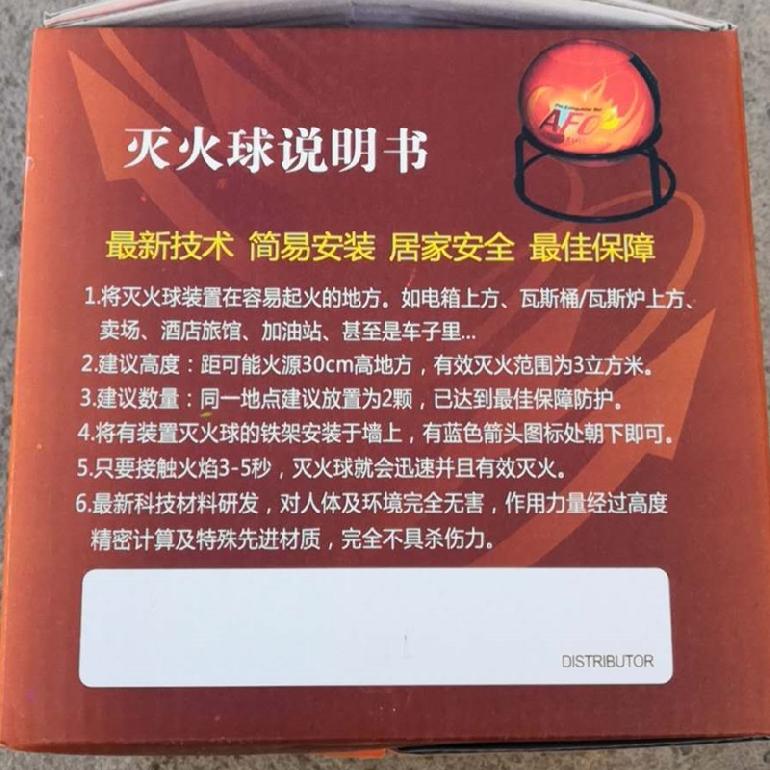 Fire Extinguisher Ball
AFO
灭火球说明书
最新技术 简易安装 居家安全 最佳保障
1.将灭火球装置在容易起火的地方。如电箱上方、瓦斯桶/瓦斯炉上方、
卖场、酒店旅馆、加油站、甚至是车子里...
2.建议高度：距可能火源30cm高地方，有效灭火范围为3立方米。
3.建议数量：同一地点建议放置为2颗，已达到最佳保障防护。
4.将有装置灭火球的铁架安装于墙上，有蓝色箭头图标处朝下即可。
5.只要接触火焰3-5秒，灭火球就会迅速并且有效灭火。
6.最新科技材料研发，对人体及环境完全无害，作用力量经过高度
精密计算及特殊先进材质，完全不具杀伤力。
DISTRIBUTOR